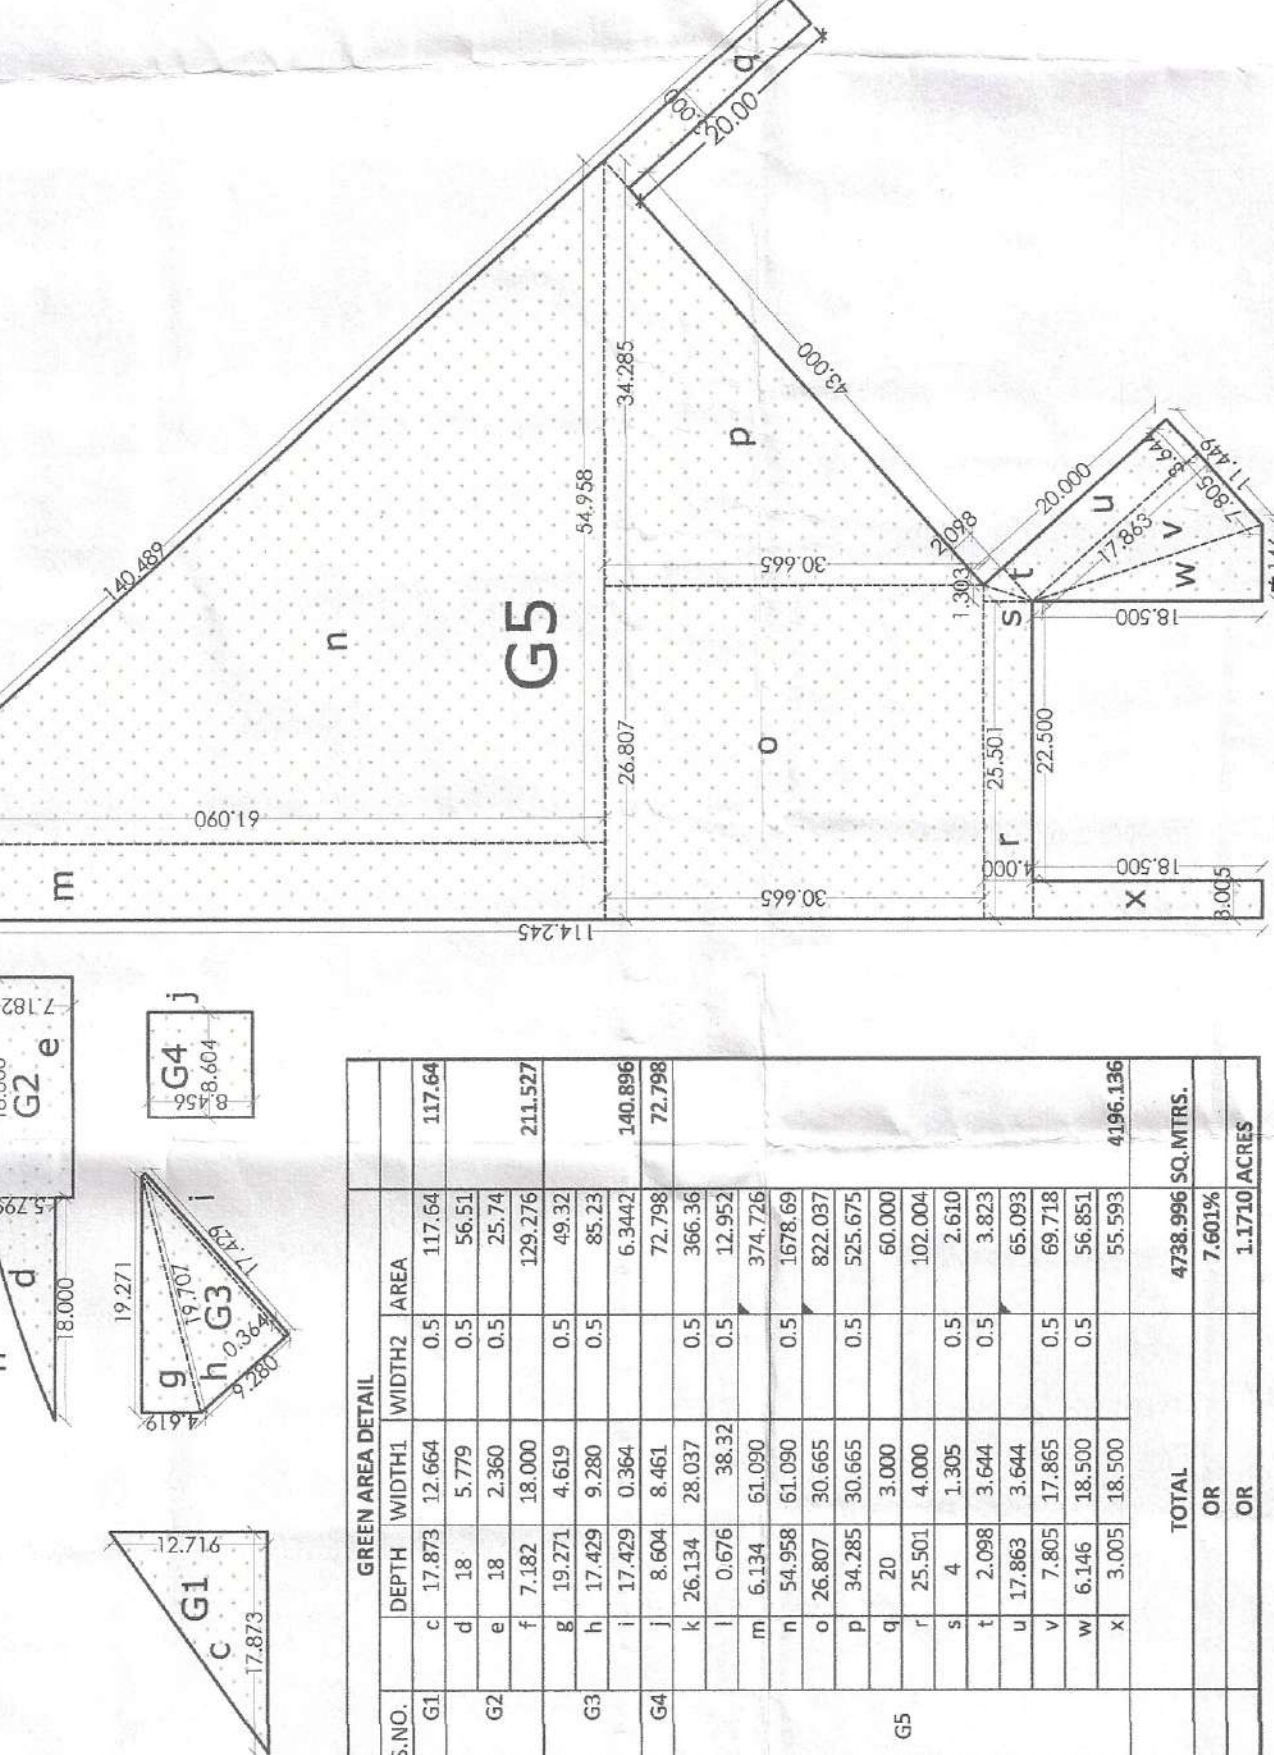 q
3.000
20.00
140.489
n
54.958
34.285
43.000
p
G5
61.090
m
26.807
30.665
o
30.665
2.098
1.303
20.000
3.644
11.449
7.805
17.863
u
v
w
t
s
18.500
25.501
22.500
r
4.000
18.500
x
3.005
114.245
7.182
e
G2
5.79
d
18.000
j
G4
8.604
8.456
i
17.429
19.271
19.707
g
h
G3
0.364
9.280
4.619
12.716
G1
c
17.873
GREEN AREA DETAIL
S.NO. DEPTH WIDTH1 WIDTH2 AREA
G1 c 17.873 12.664 0.5 117.64 117.64
d 18 5.779 0.5 56.51
G2 e 18 2.360 0.5 25.74
f 7.182 18.000 129.276 211.527
g 19.271 4.619 0.5 49.32
G3 h 17.429 9.280 0.5 85.23
i 17.429 0.364 6.3442 140.896
G4 j 8.604 8.461 72.798 72.798
k 26.134 28.037 0.5 366.36
l 0.676 38.32 0.5 12.952
m 6.134 61.090 374.726
n 54.958 61.090 0.5 1678.69
o 26.807 30.665 822.037
p 34.285 30.665 0.5 525.675
q 20 3.000 60.000
G5 r 25.501 4.000 102.004
s 4 1.305 0.5 2.610
t 2.098 3.644 0.5 3.823
u 17.863 3.644 65.093
v 7.805 17.865 0.5 69.718
w 6.146 18.500 0.5 56.851
x 3.005 18.500 55.593 4196.136
TOTAL 4738.996 SQ.MTRS.
OR 7.601%
OR 1.1710 ACRES